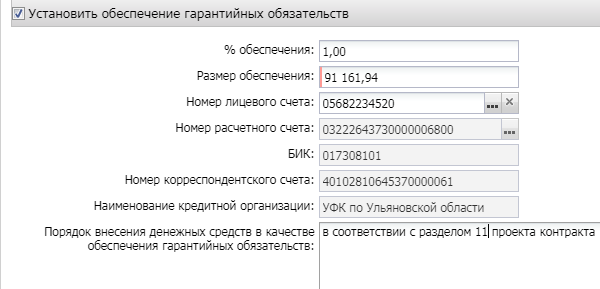 Установить обеспечение гарантийных обязательств
% обеспечения: 1,00
Размер обеспечения: 91 161,94
Номер лицевого счета: 05682234520 ...
Номер расчетного счета: 03222643730000006800 ...
БИК: 017308101
Номер корреспондентского счета: 40102810645370000061
Наименование кредитной организации: УФК по Ульяновской области
Порядок внесения денежных средств в качестве в соответствии с разделом 11 проекта контракта
обеспечения гарантийных обязательств: